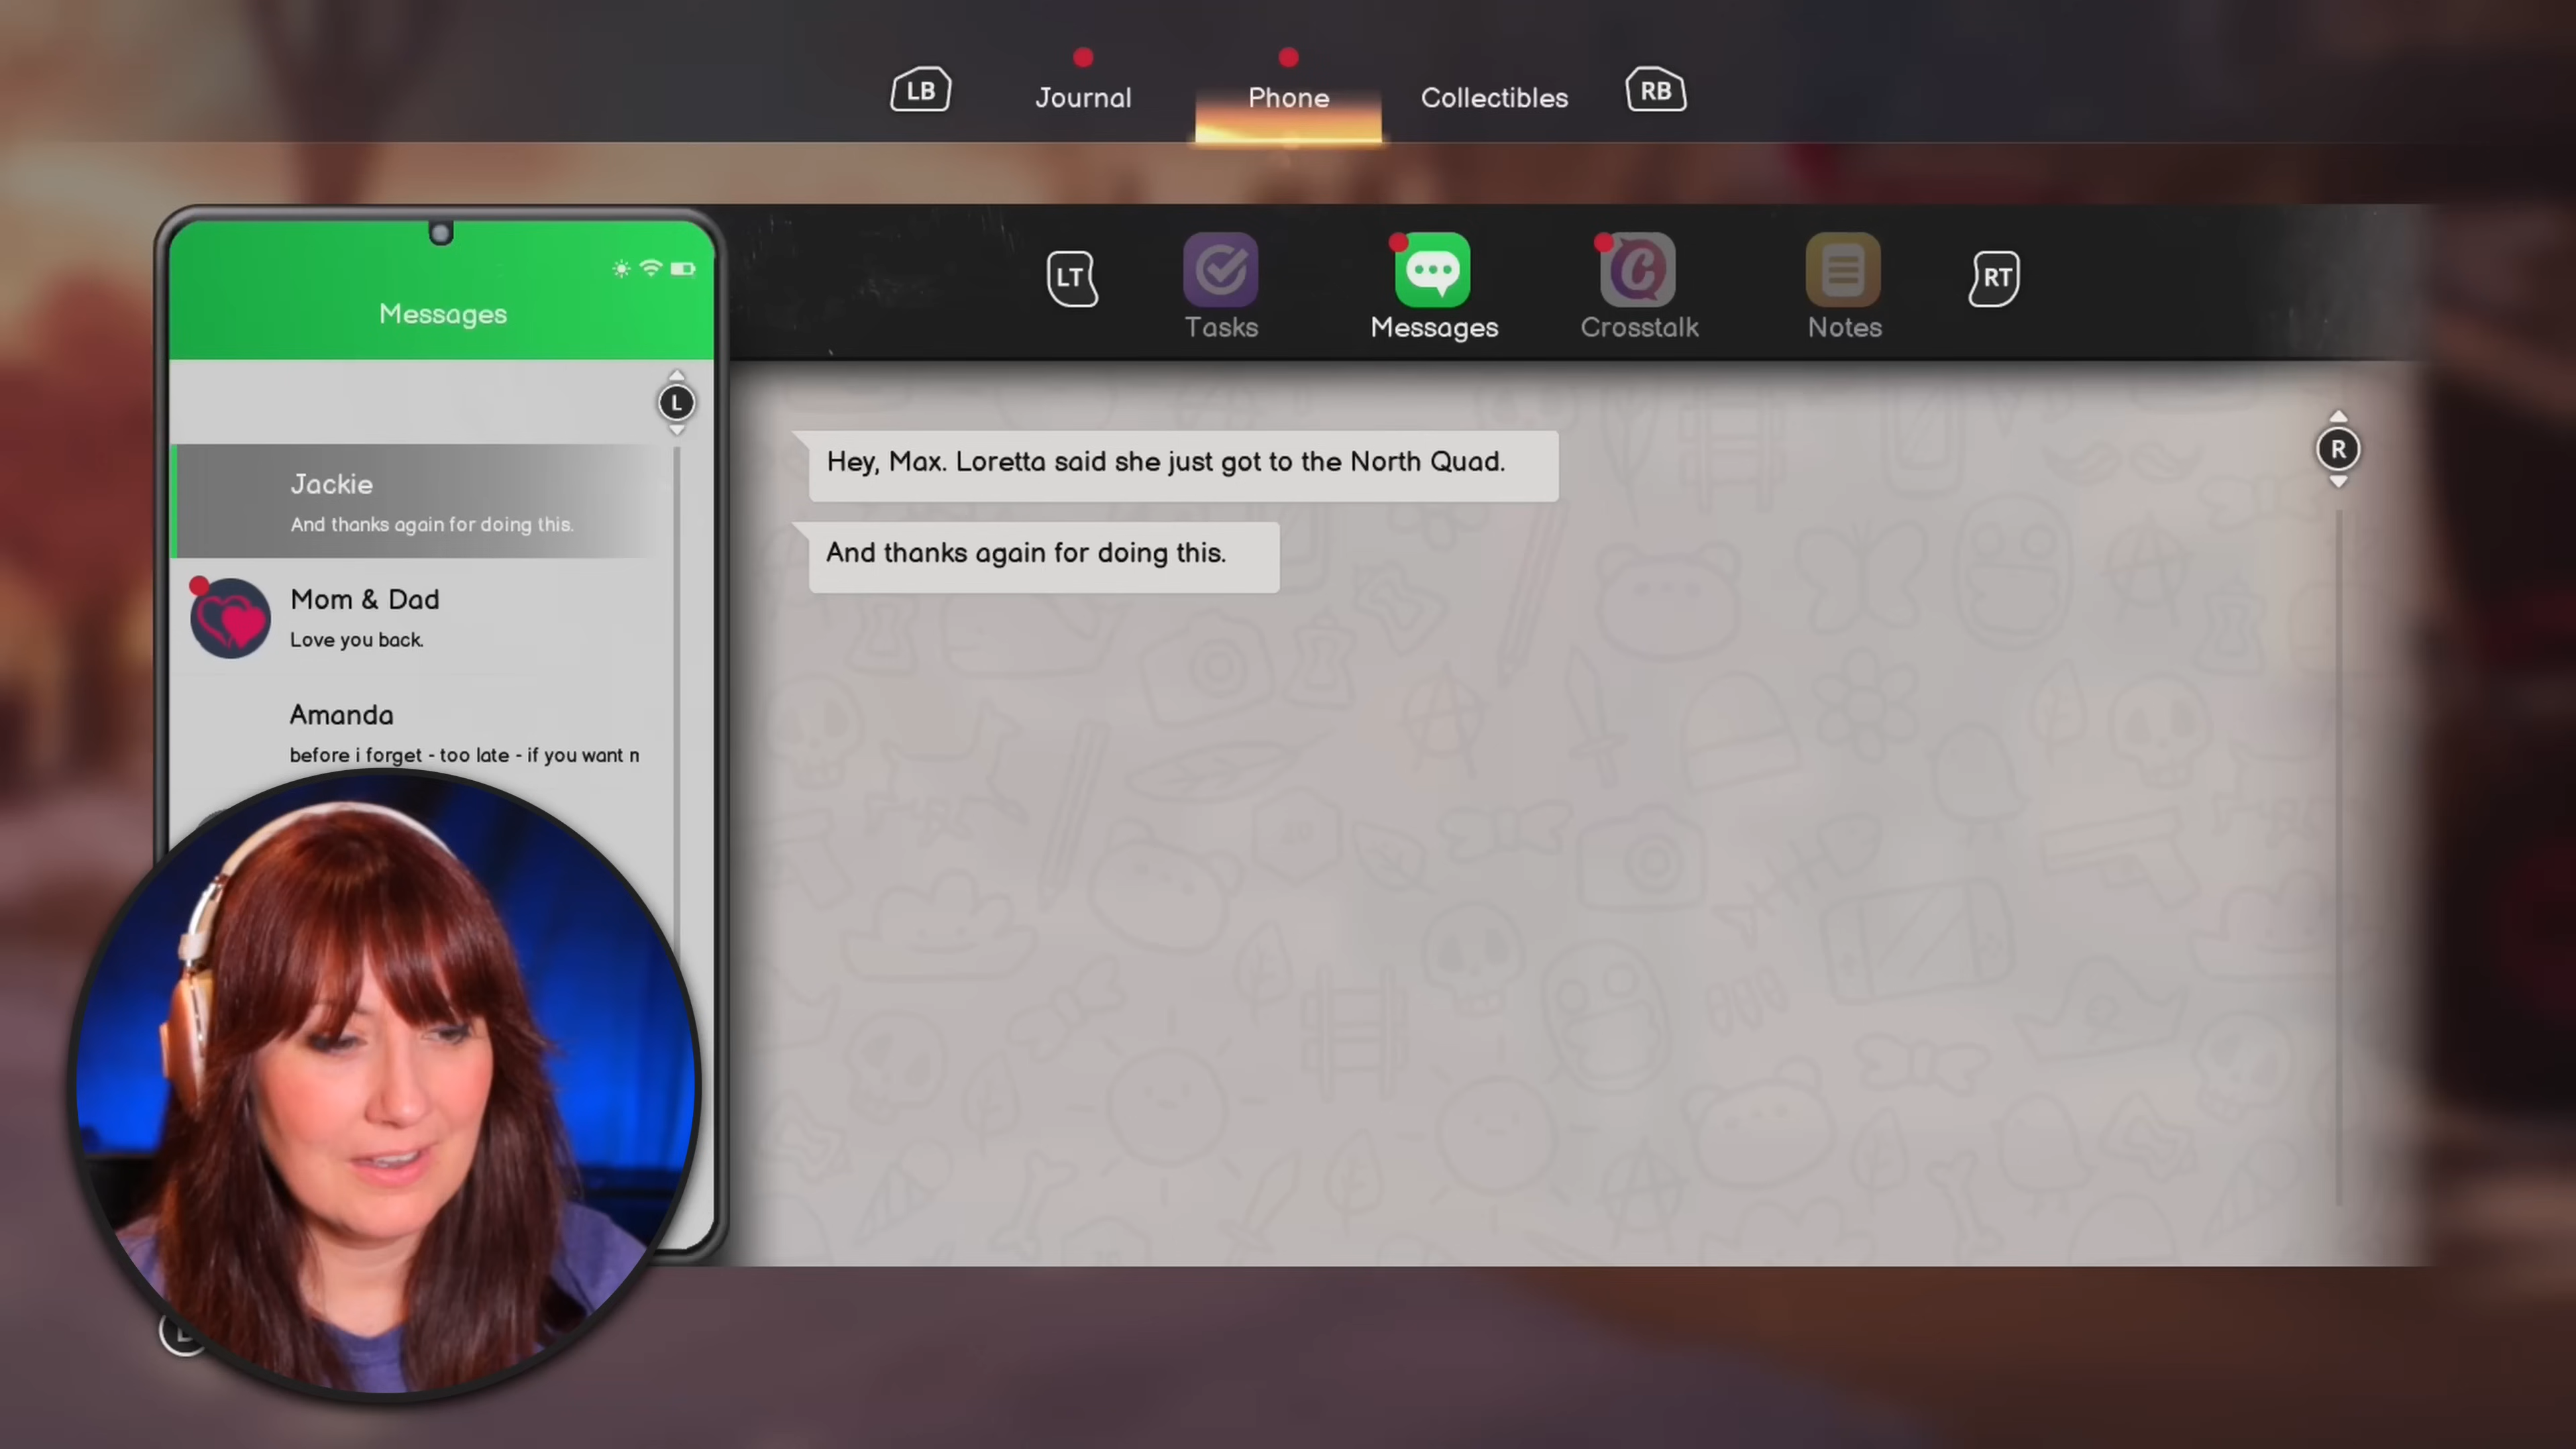 LB
Journal
Phone
Collectibles
RB
Messages
LT
Tasks
Messages
Crosstalk
Notes
RT
L
Jackie
And thanks again for doing this.
Mom & Dad
Love you back.
Amanda
before i forget - too late - if you want n
Hey, Max. Loretta said she just got to the North Quad.
And thanks again for doing this.
R